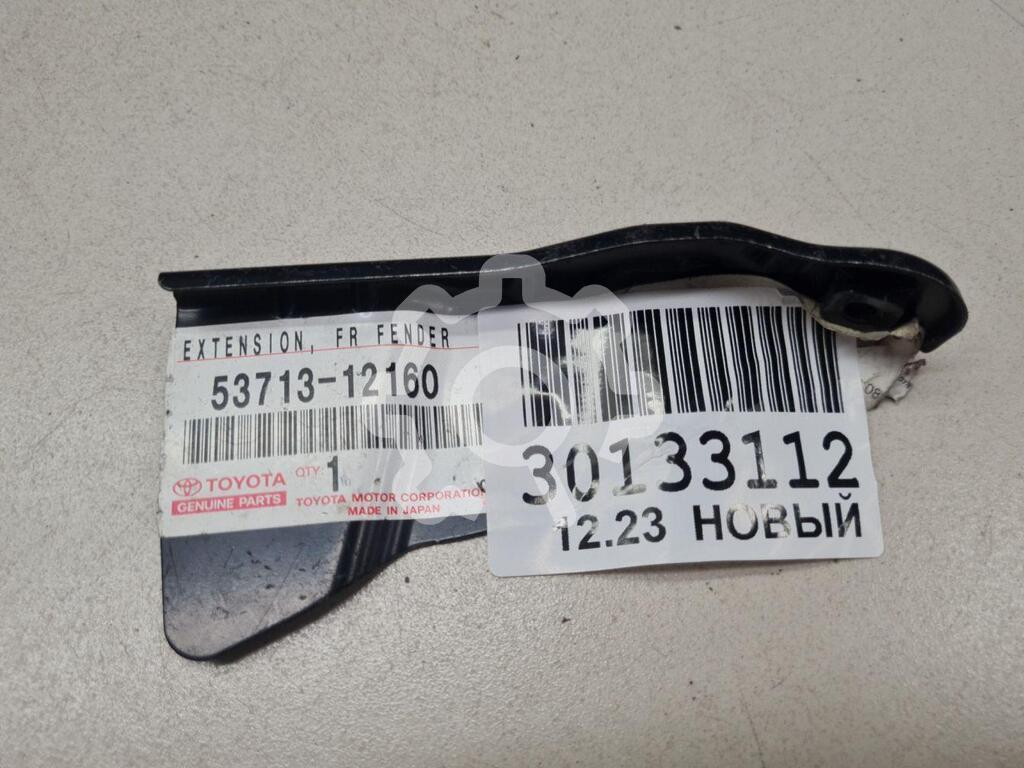 EXTENSION, FR FENDER
53713-12160
TOYOTA
GENUINE PARTS
QTY. 1
TOYOTA MOTOR CORPORATION
MADE IN JAPAN
30133112
12.23 НОВЫЙ